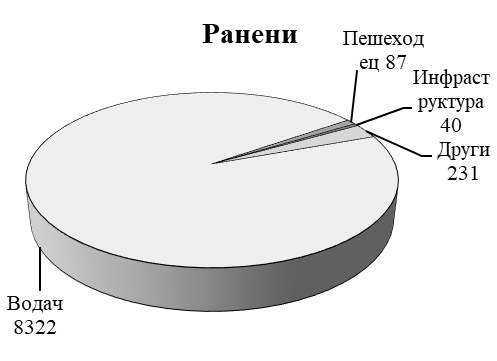 Ранени
Пешеход
ец 87
Инфраст
руктура
40
Други
231
Водач
8322